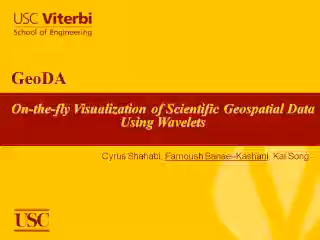 USC Viterbi
School of Engineering
GeoDA
On-the-fly Visualization of Scientific Geospatial Data
Using Wavelets
Cyrus Shahabi, Farnoush Banaei-Kashani, Kai Song
USC